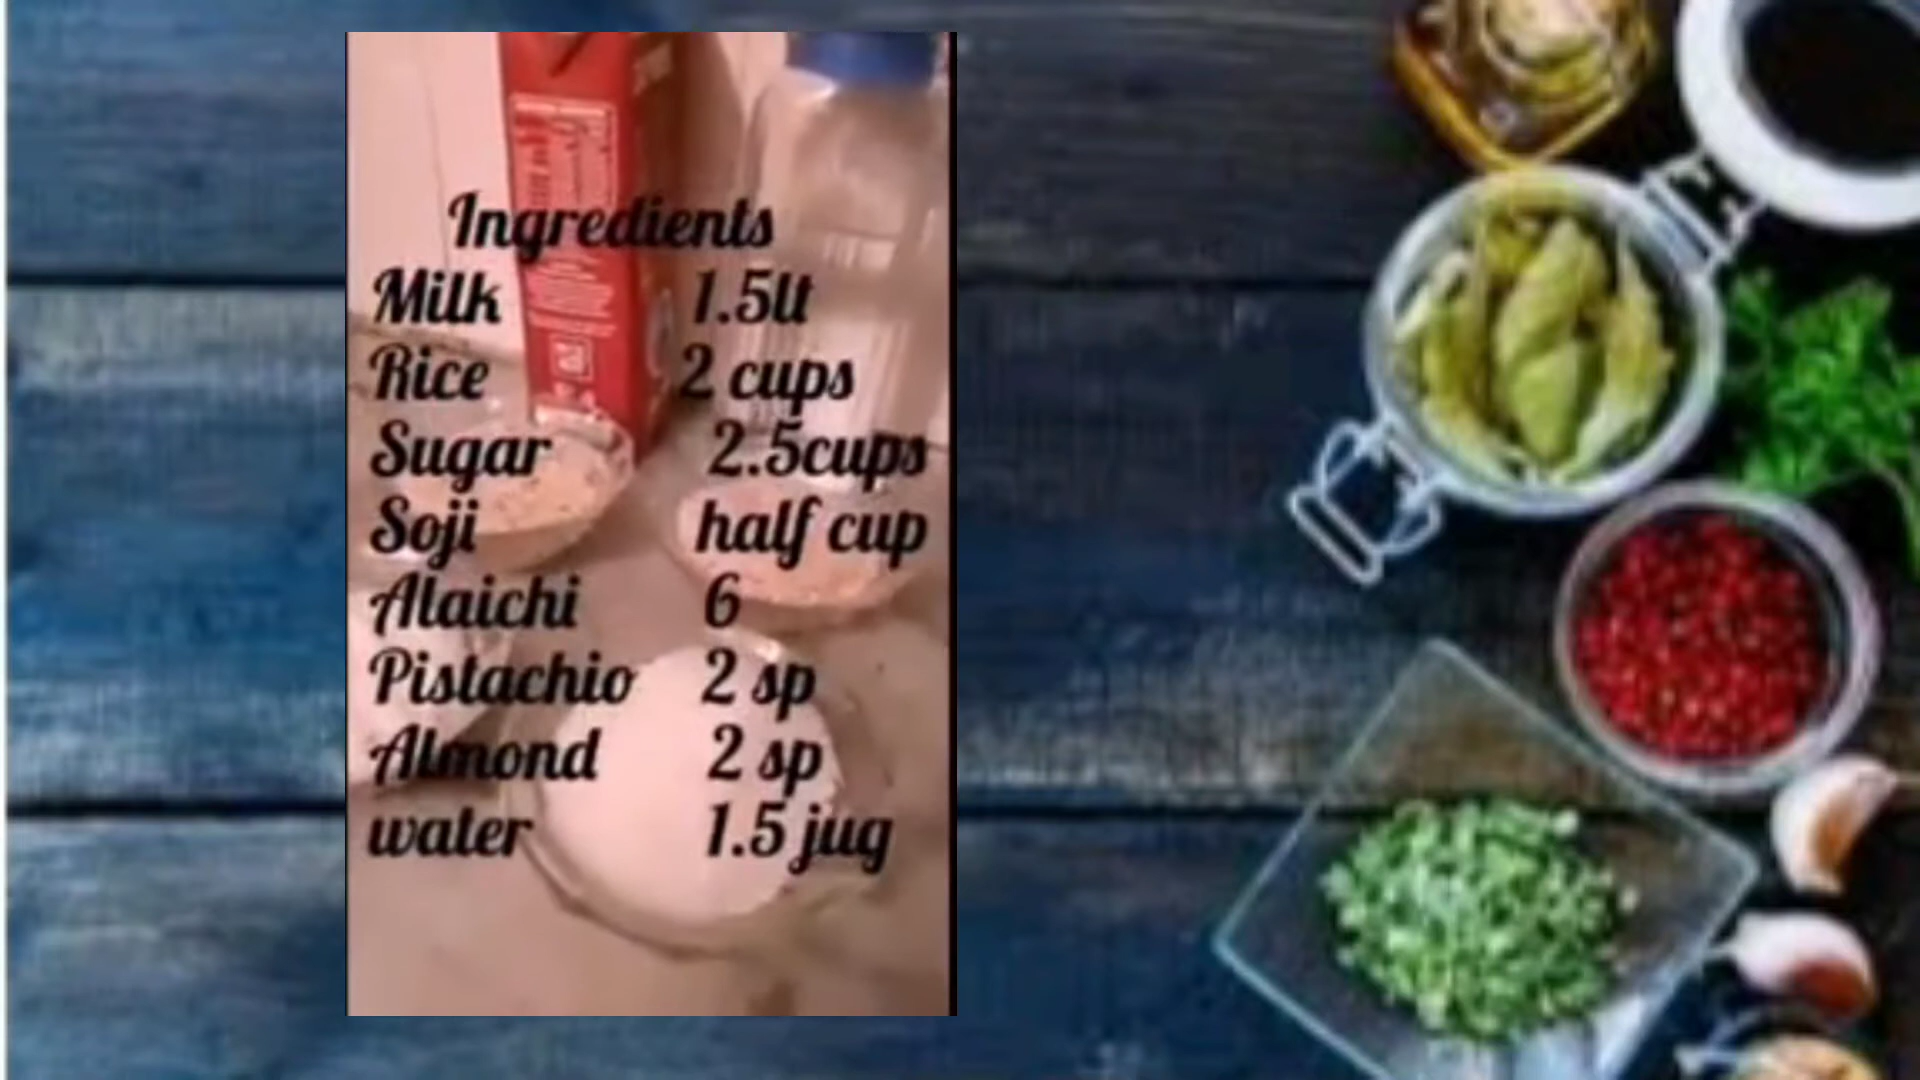 Ingredients
Milk 1.5lt
Rice 2 cups
Sugar 2.5cups
Soji half cup
Alaichi 6
Pistachio 2 sp
Almond 2 sp
water 1.5 jug